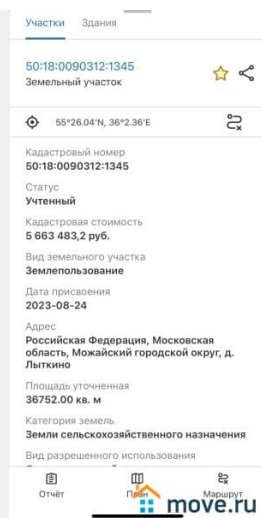 Участки Здания
50:18:0090312:1345
Земельный участок
55°26.04'N, 36°2.36'E
Кадастровый номер
50:18:0090312:1345
Статус
Учтенный
Кадастровая стоимость
5 663 483,2 руб.
Вид земельного участка
Землепользование
Дата присвоения
2023-08-24
Адрес
Российская Федерация, Московская
область, Можайский городской округ, д.
Лыткино
Площадь уточненная
36752.00 кв. м
Категория земель
Земли сельскохозяйственного назначения
Вид разрешенного использования
Отчёт План Маршрут
move.ru